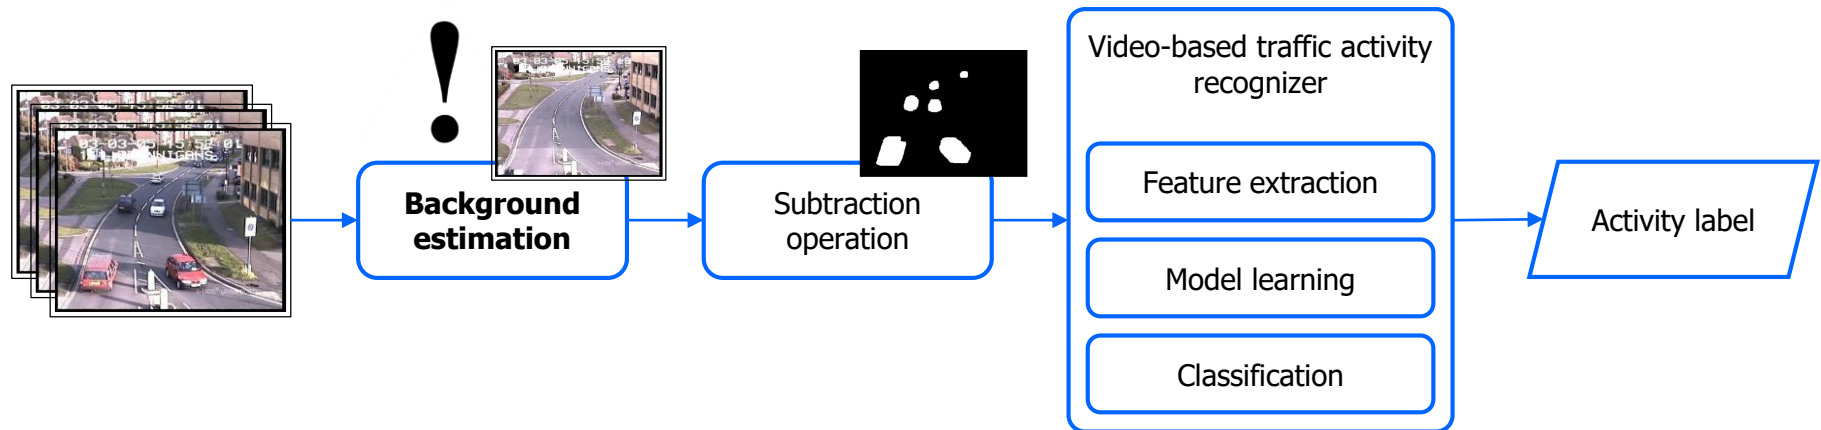 Background
estimation
Subtraction
operation
Video-based traffic activity
recognizer
Feature extraction
Model learning
Classification
Activity label